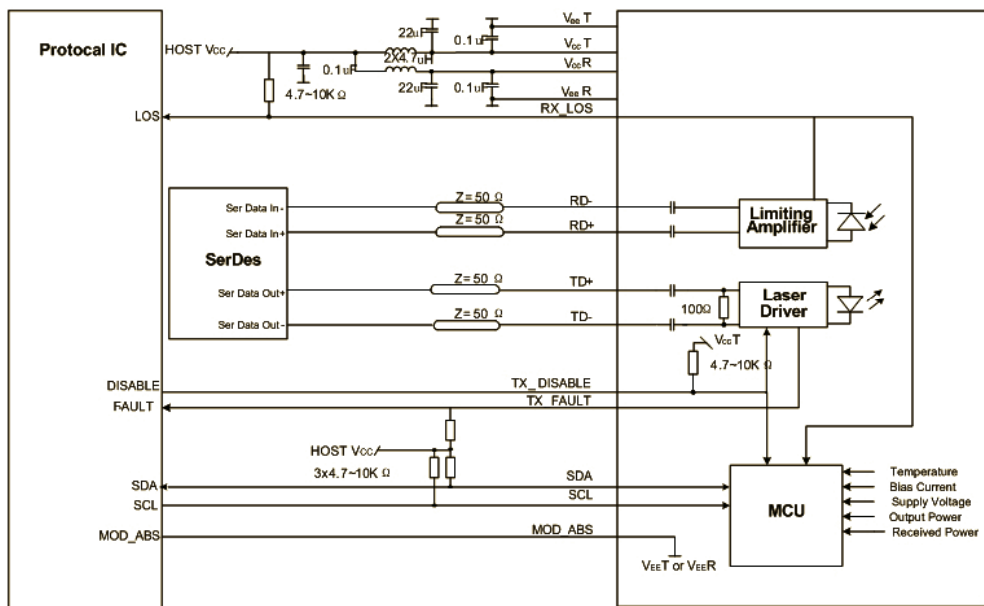 Protocal IC
HOST Vcc
22uF
0.1uF
VeeT
VccT
2X4.7uH
0.1uF
VccR
4.7~10K Ω
22uF
0.1uF
VeeR
LOS
RX_LOS
Ser Data In-
Z=50 Ω
RD-
Limiting
Amplifier
Ser Data In+
Z=50 Ω
RD+
SerDes
Ser Data Out+
Z=50 Ω
TD+
100Ω
Laser
Driver
Ser Data Out-
Z=50 Ω
TD-
VccT
4.7~10K Ω
DISABLE
TX_DISABLE
FAULT
TX_FAULT
HOST Vcc
3x4.7~10K Ω
SDA
SDA
SCL
SCL
MCU
Temperature
Bias Current
Supply Voltage
Output Power
Received Power
MOD_ABS
MOD_ABS
VEET or VEER